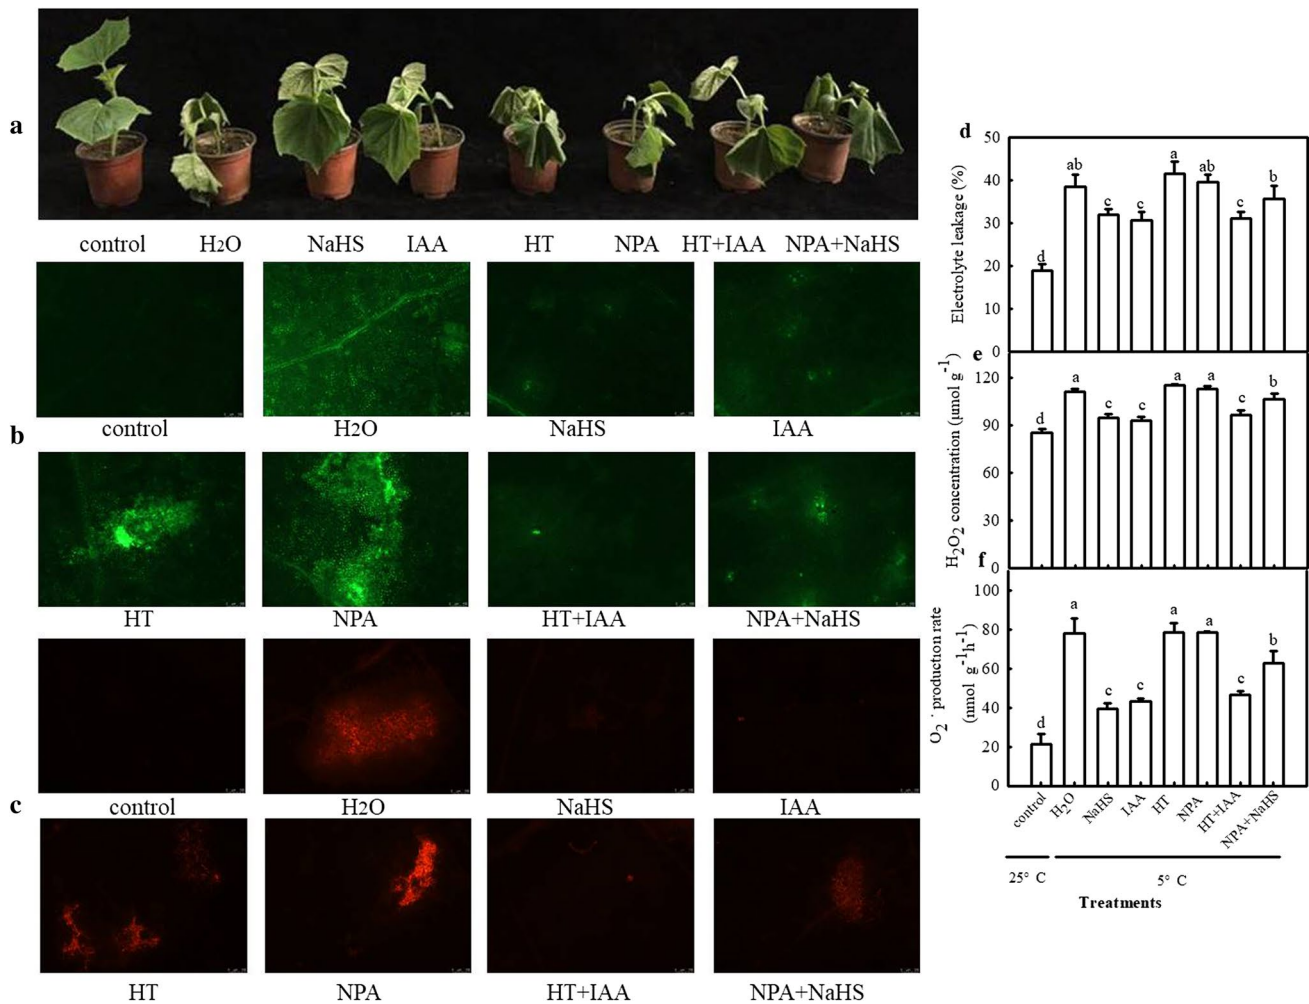 a
control H2O NaHS IAA HT NPA HT+IAA NPA+NaHS
b
control H2O NaHS IAA
HT NPA HT+IAA NPA+NaHS
c
control H2O NaHS IAA
HT NPA HT+IAA NPA+NaHS
d
Electrolyte leakage (%)
50
40
30
20
10
0
d ab c c a ab c b
e
H₂O₂ concentration (µmol g⁻¹)
120
90
60
30
0
d a c c a a c b
f
O₂·⁻ production rate
(nmol g⁻¹h⁻¹)
100
80
60
40
20
0
d a c c a a c b
control H₂O NaHS IAA HT NPA HT+IAA NPA+NaHS
25° C 5° C
Treatments